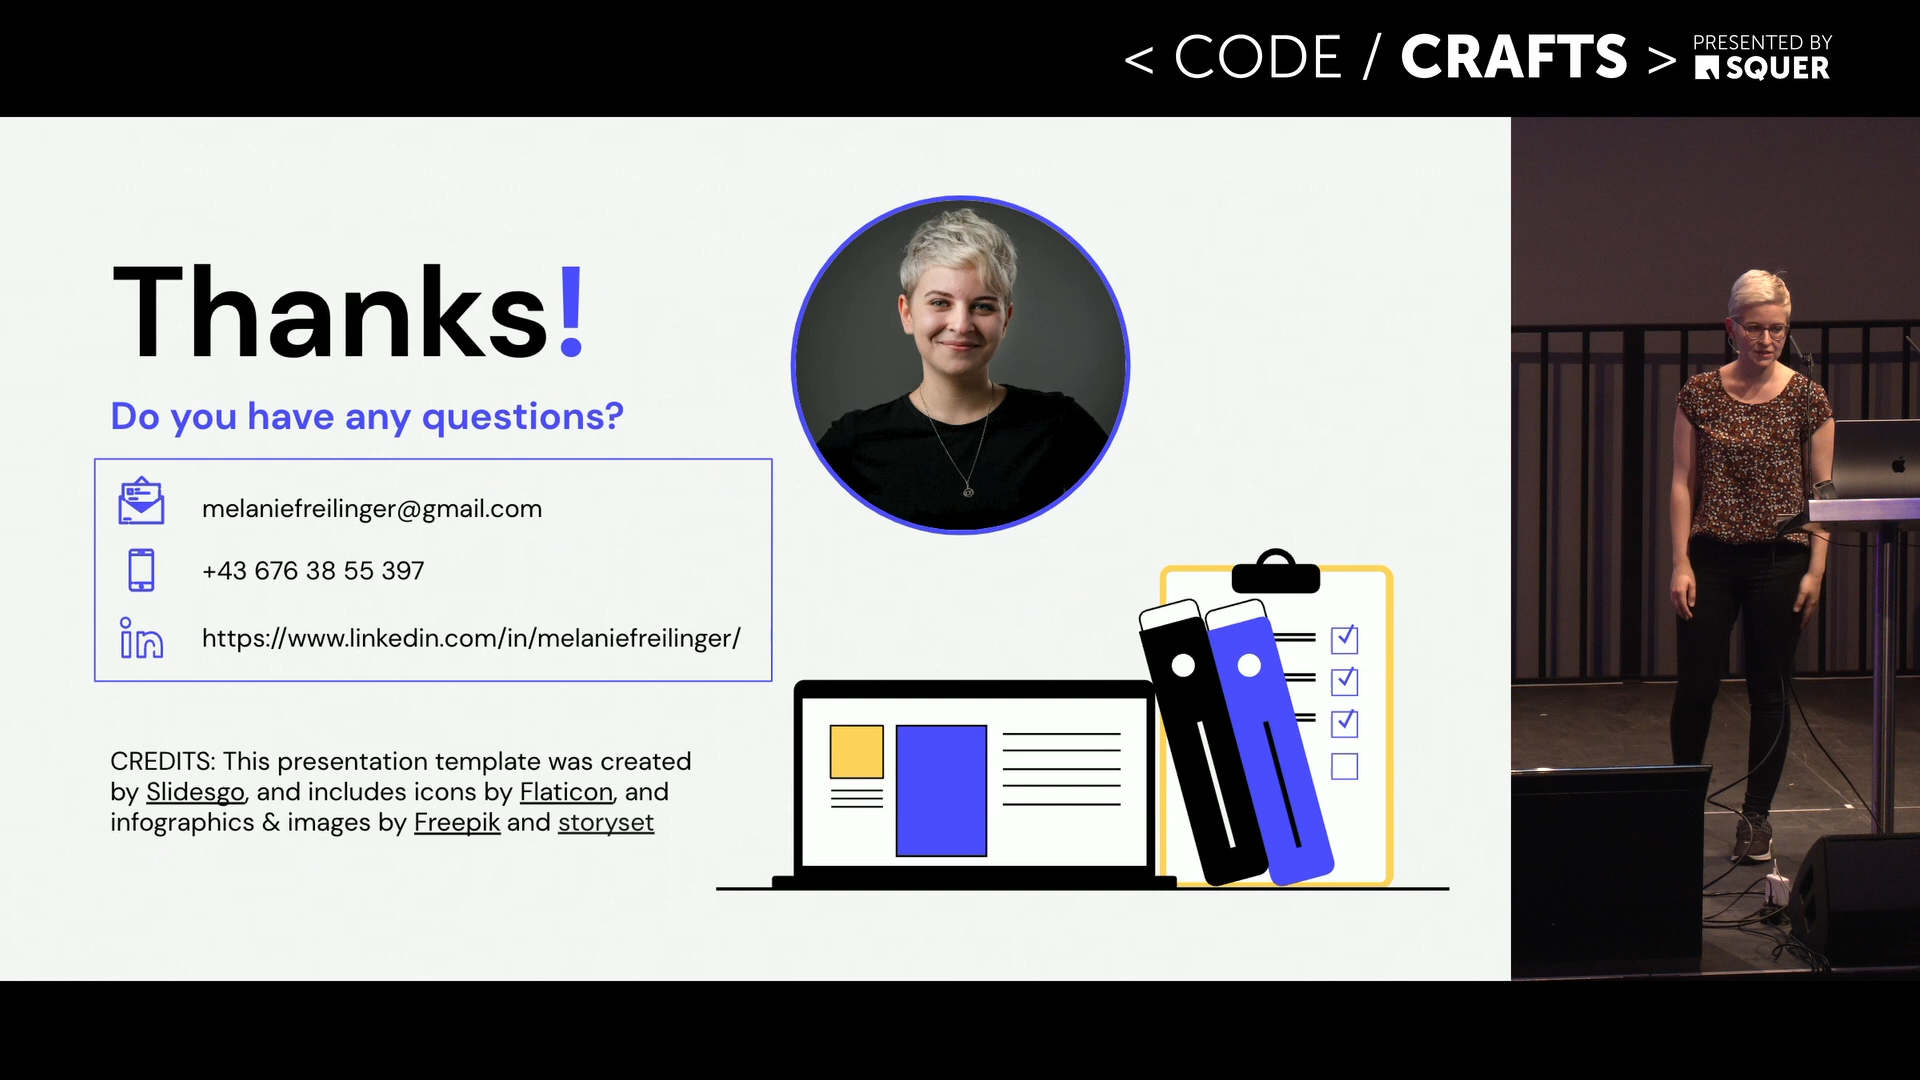 < CODE / CRAFTS >
PRESENTED BY
SQUER
Thanks!
Do you have any questions?
melaniefreilinger@gmail.com
+43 676 38 55 397
in
https://www.linkedin.com/in/melaniefreilinger/
CREDITS: This presentation template was created
by Slidesgo, and includes icons by Flaticon, and
infographics & images by Freepik and storyset